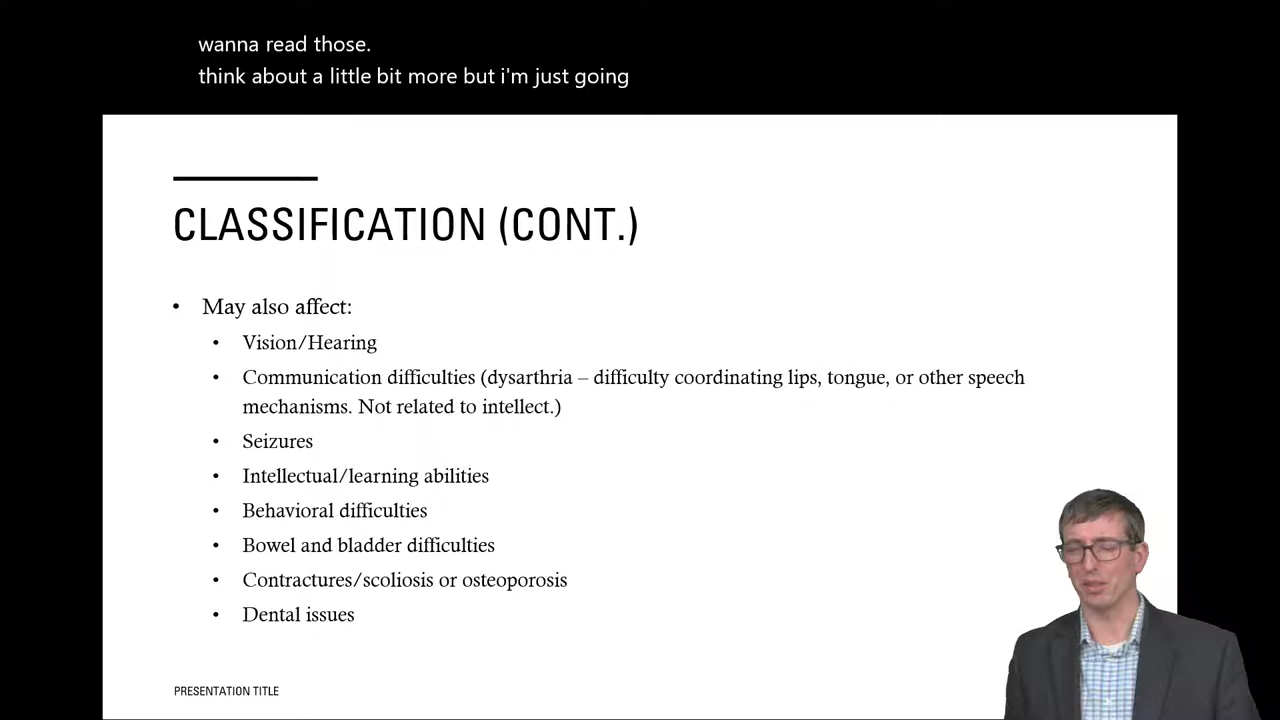 wanna read those.
think about a little bit more but i'm just going
CLASSIFICATION (CONT.)
• May also affect:
• Vision/Hearing
• Communication difficulties (dysarthria – difficulty coordinating lips, tongue, or other speech
mechanisms. Not related to intellect.)
• Seizures
• Intellectual/learning abilities
• Behavioral difficulties
• Bowel and bladder difficulties
• Contractures/scoliosis or osteoporosis
• Dental issues
PRESENTATION TITLE